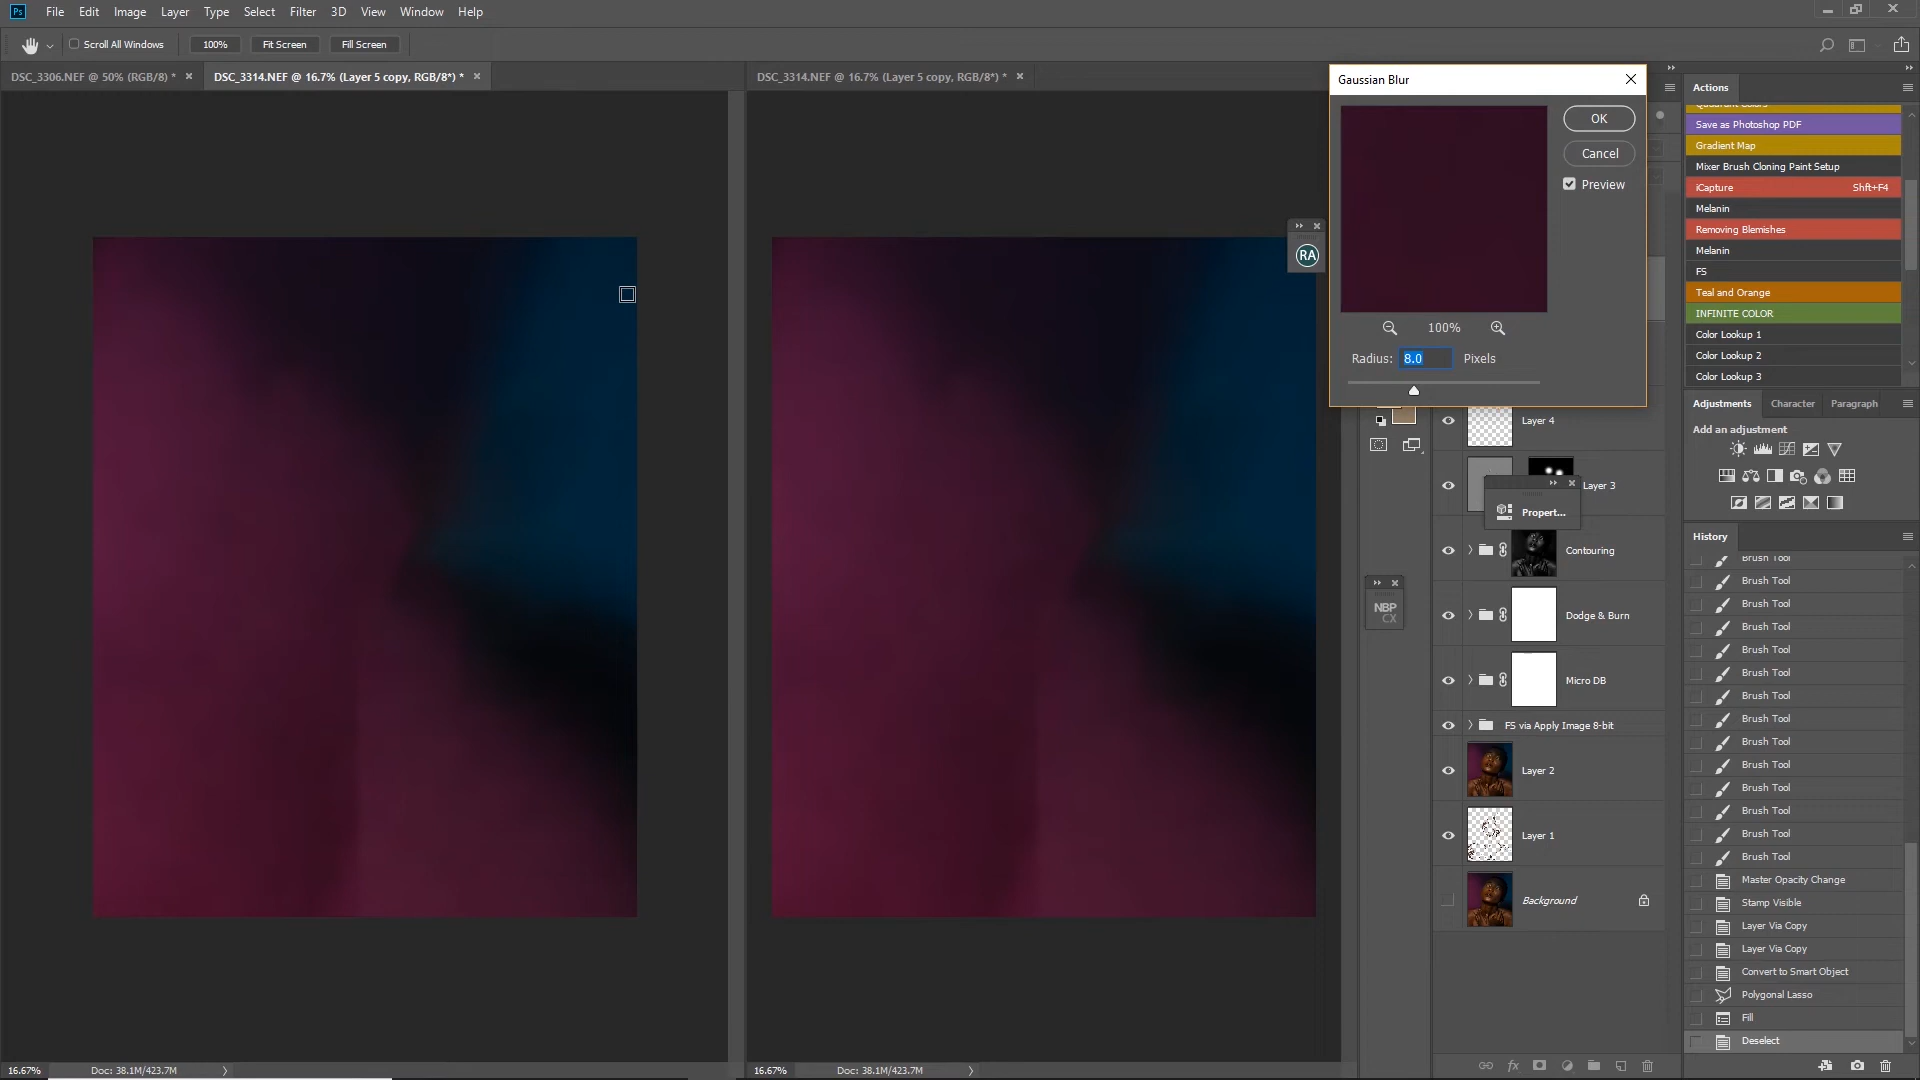 Ps File Edit Image Layer Type Select Filter 3D View Window Help
Scroll All Windows 100% Fit Screen Fill Screen
DSC_3306.NEF @ 50% (RGB/8) * DSC_3314.NEF @ 16.7% (Layer 5 copy, RGB/8*) * DSC_3314.NEF @ 16.7% (Layer 5 copy, RGB/8*) *
Gaussian Blur
OK
Cancel
Preview
100%
Radius: 8.0 Pixels
RA
Actions
Quadrant Colors
Save as Photoshop PDF
Gradient Map
Mixer Brush Cloning Paint Setup
iCapture Shft+F4
Melanin
Removing Blemishes
Melanin
FS
Teal and Orange
INFINITE COLOR
Color Lookup 1
Color Lookup 2
Color Lookup 3
Adjustments Character Paragraph
Add an adjustment
Layer 4
Layer 3
Propert...
Contouring
NBP
CX
Dodge & Burn
Micro DB
FS via Apply Image 8-bit
Layer 2
Layer 1
Background
History
Brush Tool
Brush Tool
Brush Tool
Brush Tool
Brush Tool
Brush Tool
Brush Tool
Brush Tool
Brush Tool
Brush Tool
Brush Tool
Brush Tool
Brush Tool
Brush Tool
Master Opacity Change
Stamp Visible
Layer Via Copy
Layer Via Copy
Convert to Smart Object
Polygonal Lasso
Fill
Deselect
16.67% Doc: 38.1M/423.7M 16.67% Doc: 38.1M/423.7M
fx